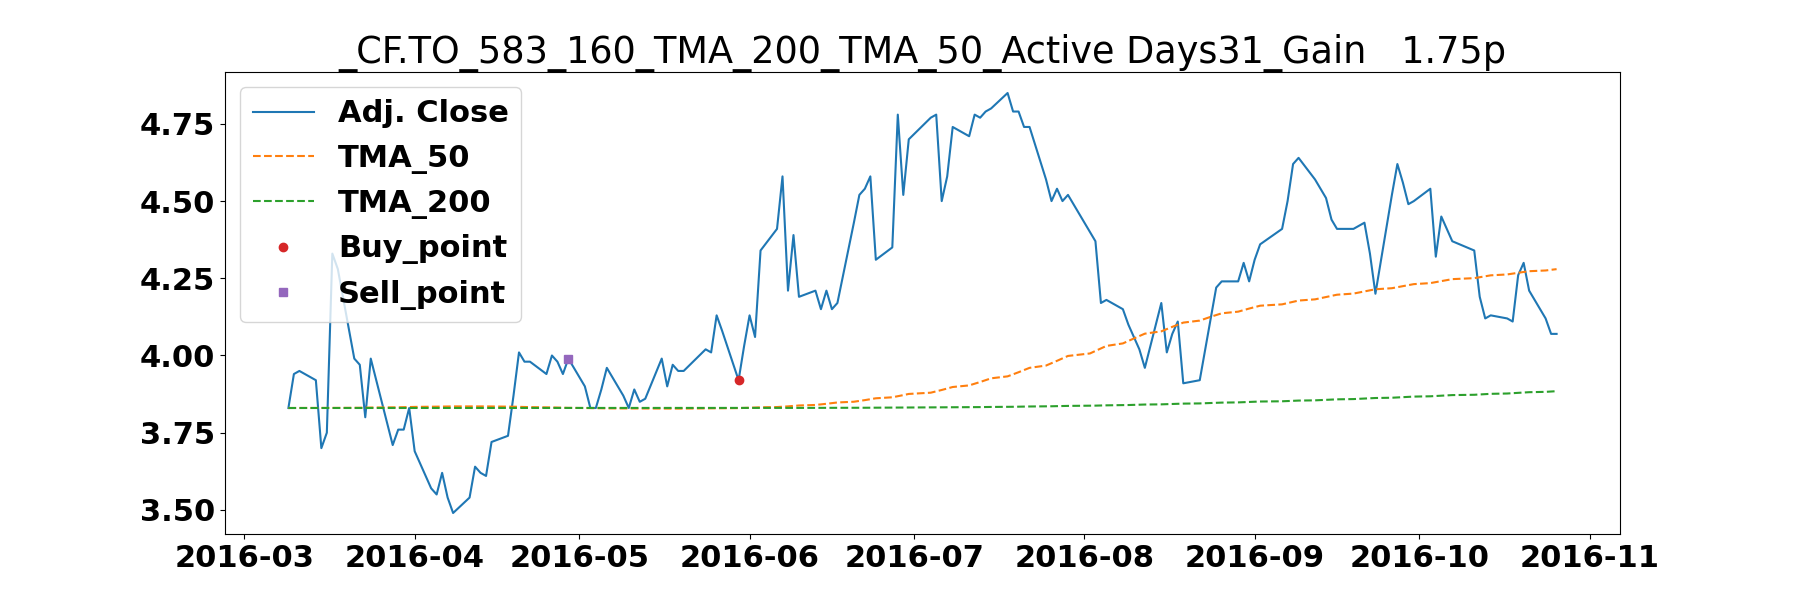 _CF.TO_583_160_TMA_200_TMA_50_Active Days31_Gain   1.75p
Adj. Close
TMA_50
TMA_200
Buy_point
Sell_point
4.75
4.50
4.25
4.00
3.75
3.50
2016-03 2016-04 2016-05 2016-06 2016-07 2016-08 2016-09 2016-10 2016-11